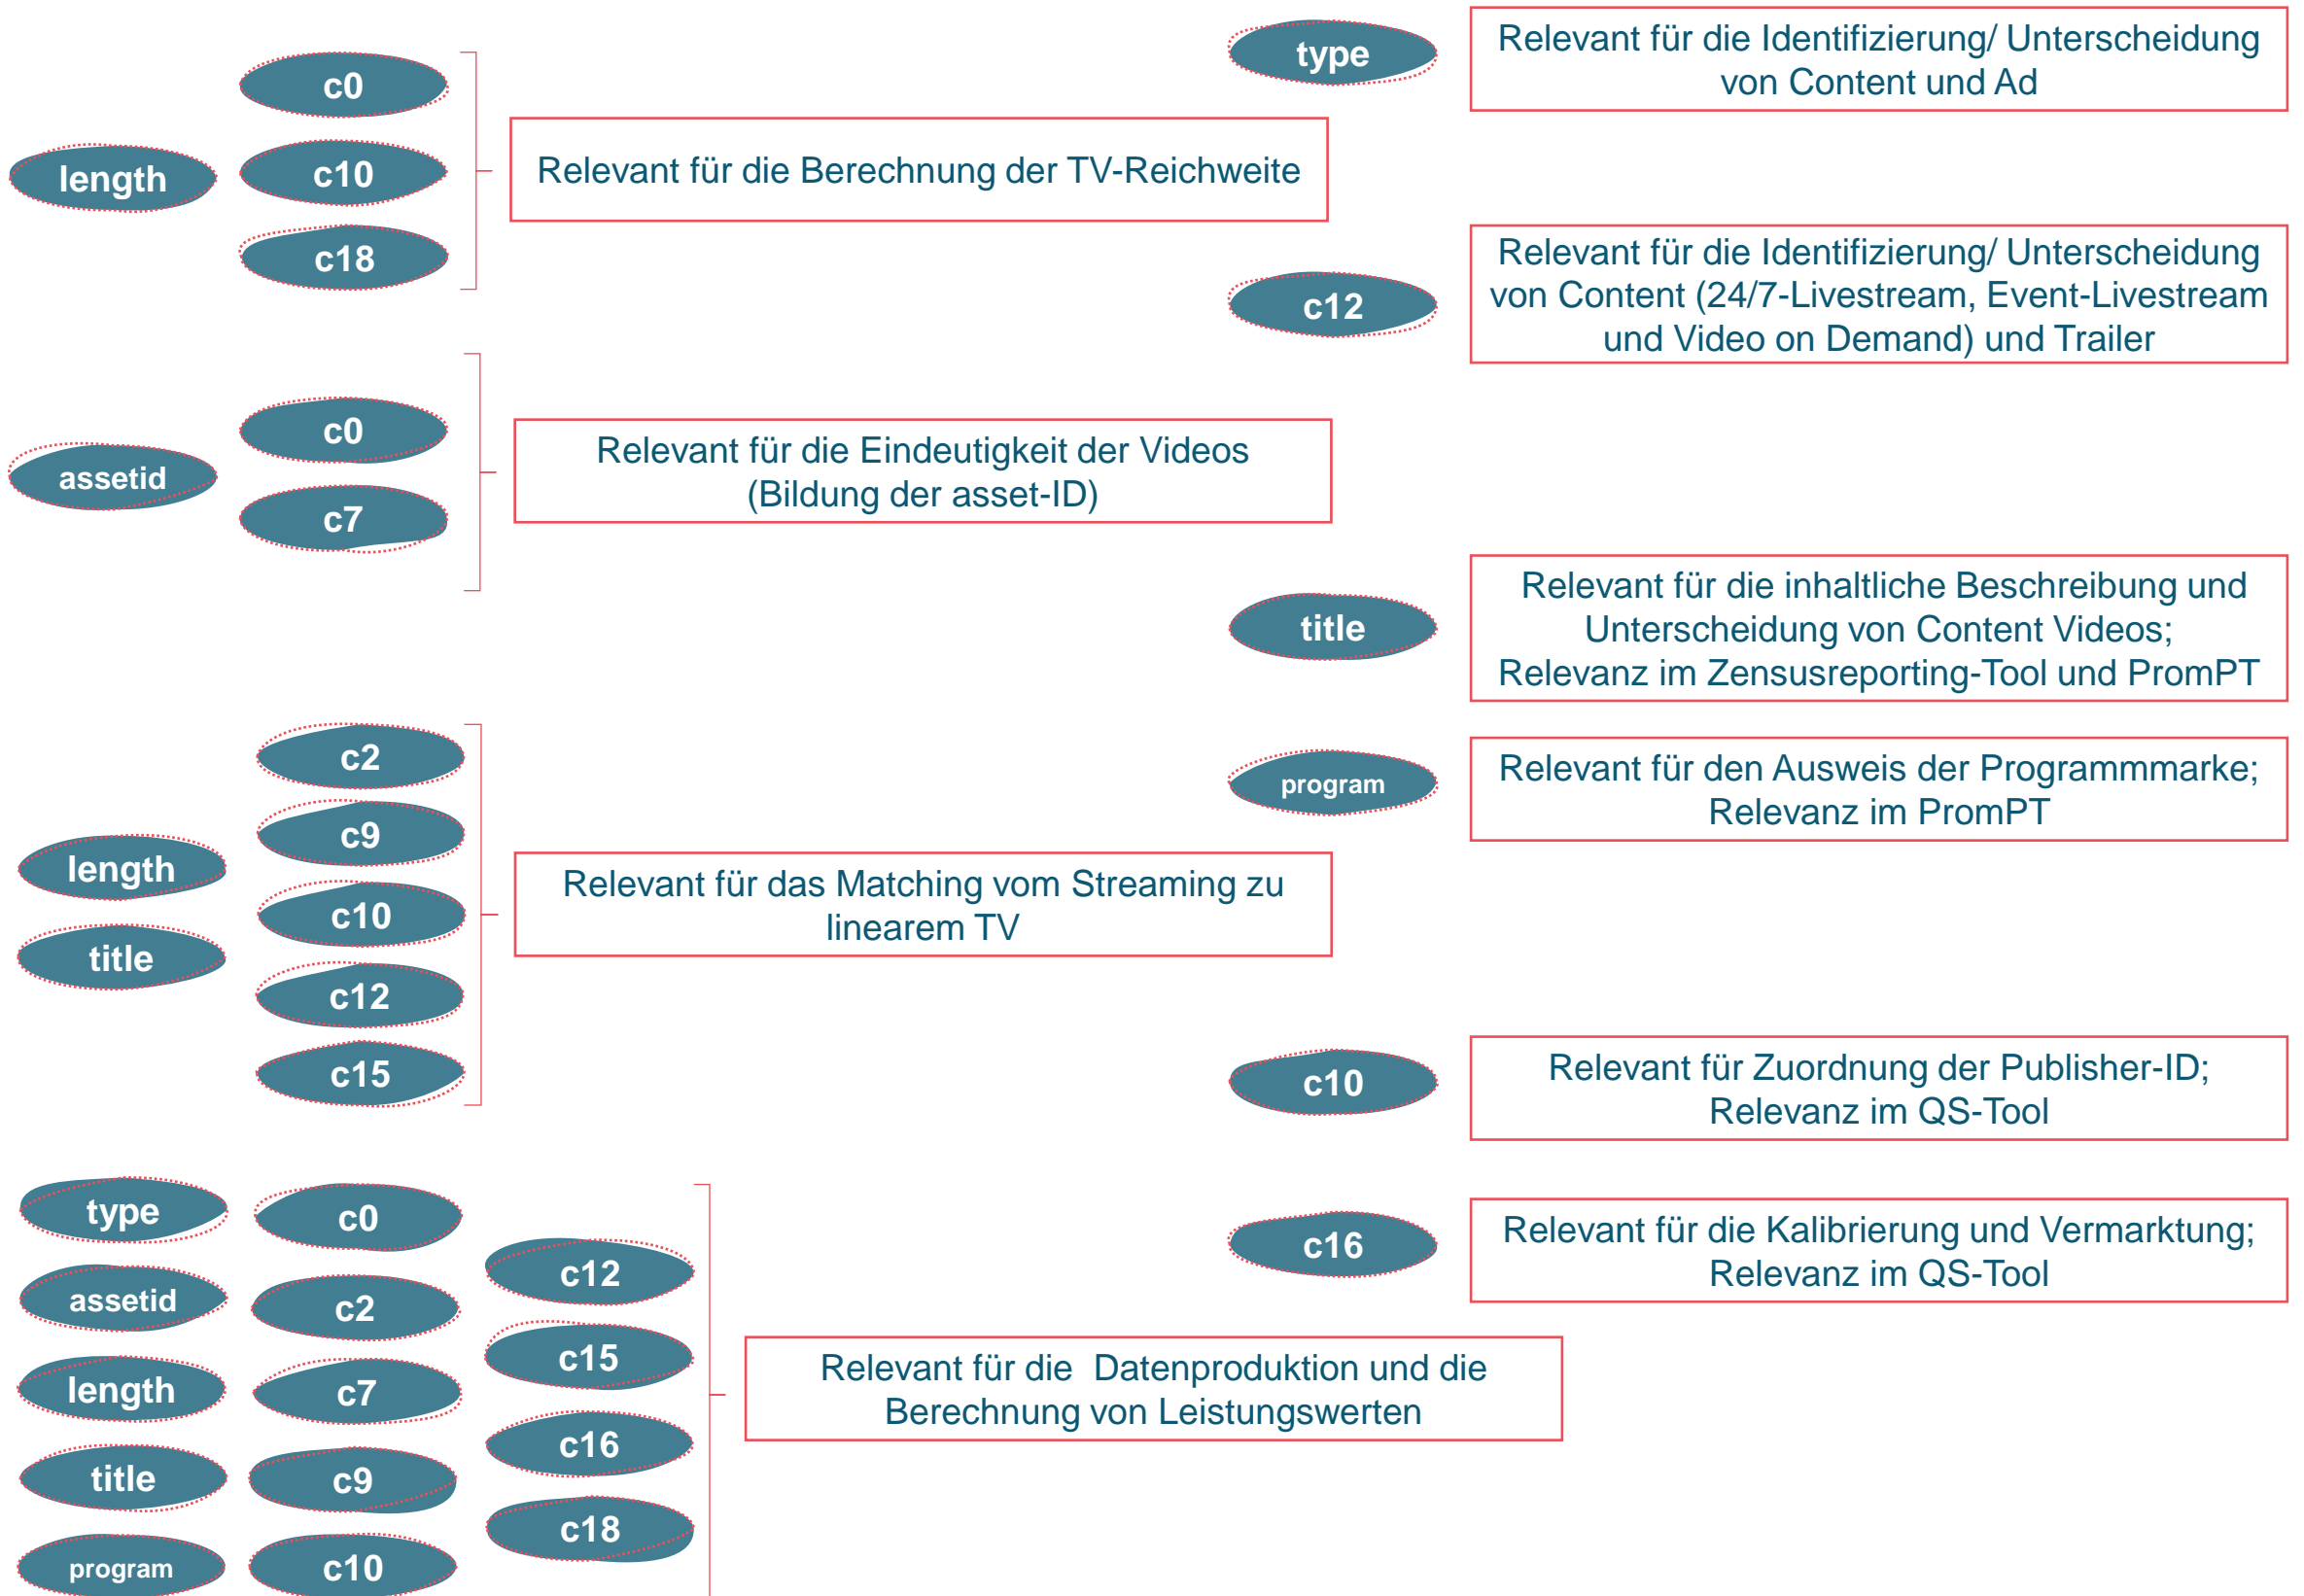 length
c0
c10
c18
Relevant für die Berechnung der TV-Reichweite
assetid
c0
c7
Relevant für die Eindeutigkeit der Videos
(Bildung der asset-ID)
length
title
c2
c9
c10
c12
c15
Relevant für das Matching vom Streaming zu
linearem TV
type
assetid
length
title
program
c0
c2
c7
c9
c10
c12
c15
c16
c18
Relevant für die Datenproduktion und die
Berechnung von Leistungswerten
type
Relevant für die Identifizierung/ Unterscheidung
von Content und Ad
c12
Relevant für die Identifizierung/ Unterscheidung
von Content (24/7-Livestream, Event-Livestream
und Video on Demand) und Trailer
title
Relevant für die inhaltliche Beschreibung und
Unterscheidung von Content Videos;
Relevanz im Zensusreporting-Tool und PromPT
program
Relevant für den Ausweis der Programmmarke;
Relevanz im PromPT
c10
Relevant für Zuordnung der Publisher-ID;
Relevanz im QS-Tool
c16
Relevant für die Kalibrierung und Vermarktung;
Relevanz im QS-Tool